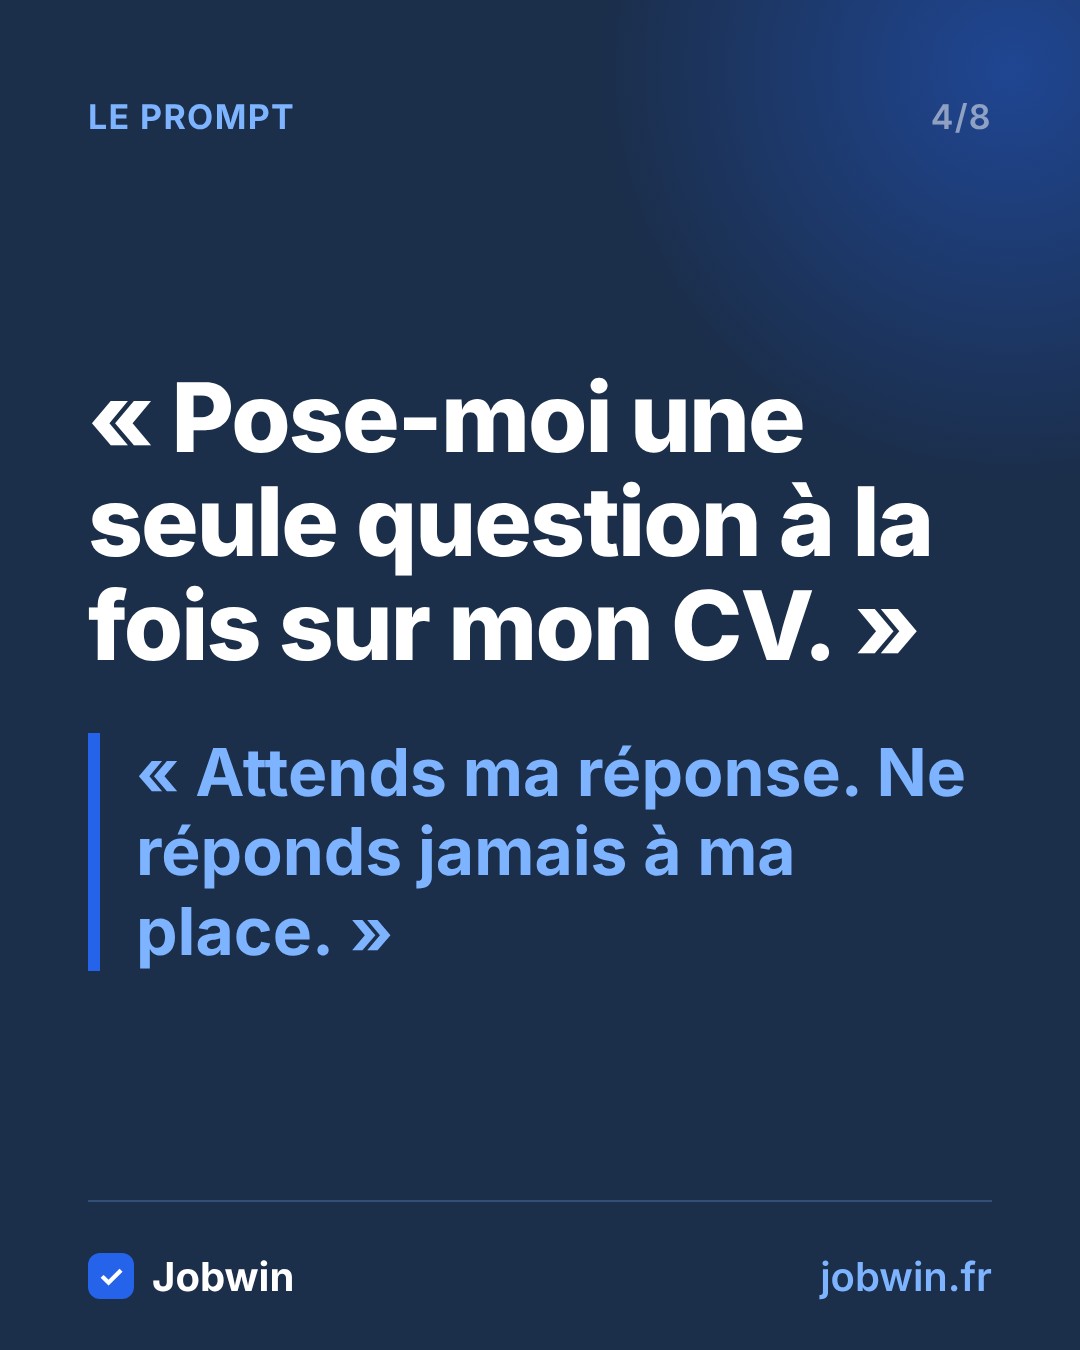 LE PROMPT
4/8
« Pose-moi une
seule question à la
fois sur mon CV. »
« Attends ma réponse. Ne
réponds jamais à ma
place. »
Jobwin
jobwin.fr